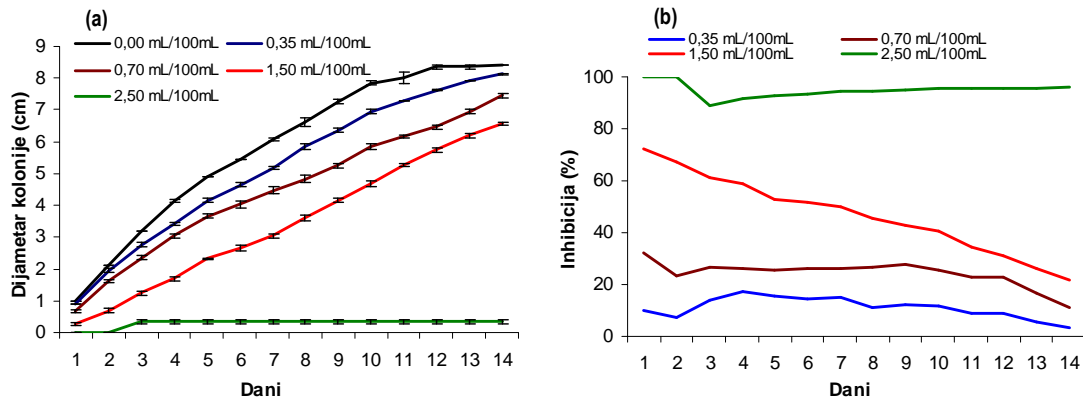 (a)
0,00 mL/100mL 0,35 mL/100mL
0,70 mL/100mL 1,50 mL/100mL
2,50 mL/100mL
Dijametar kolonije (cm)
9
8
7
6
5
4
3
2
1
0
1 2 3 4 5 6 7 8 9 10 11 12 13 14
Dani
(b)
0,35 mL/100mL 0,70 mL/100mL
1,50 mL/100mL 2,50 mL/100mL
Inhibicija (%)
100
80
60
40
20
0
1 2 3 4 5 6 7 8 9 10 11 12 13 14
Dani